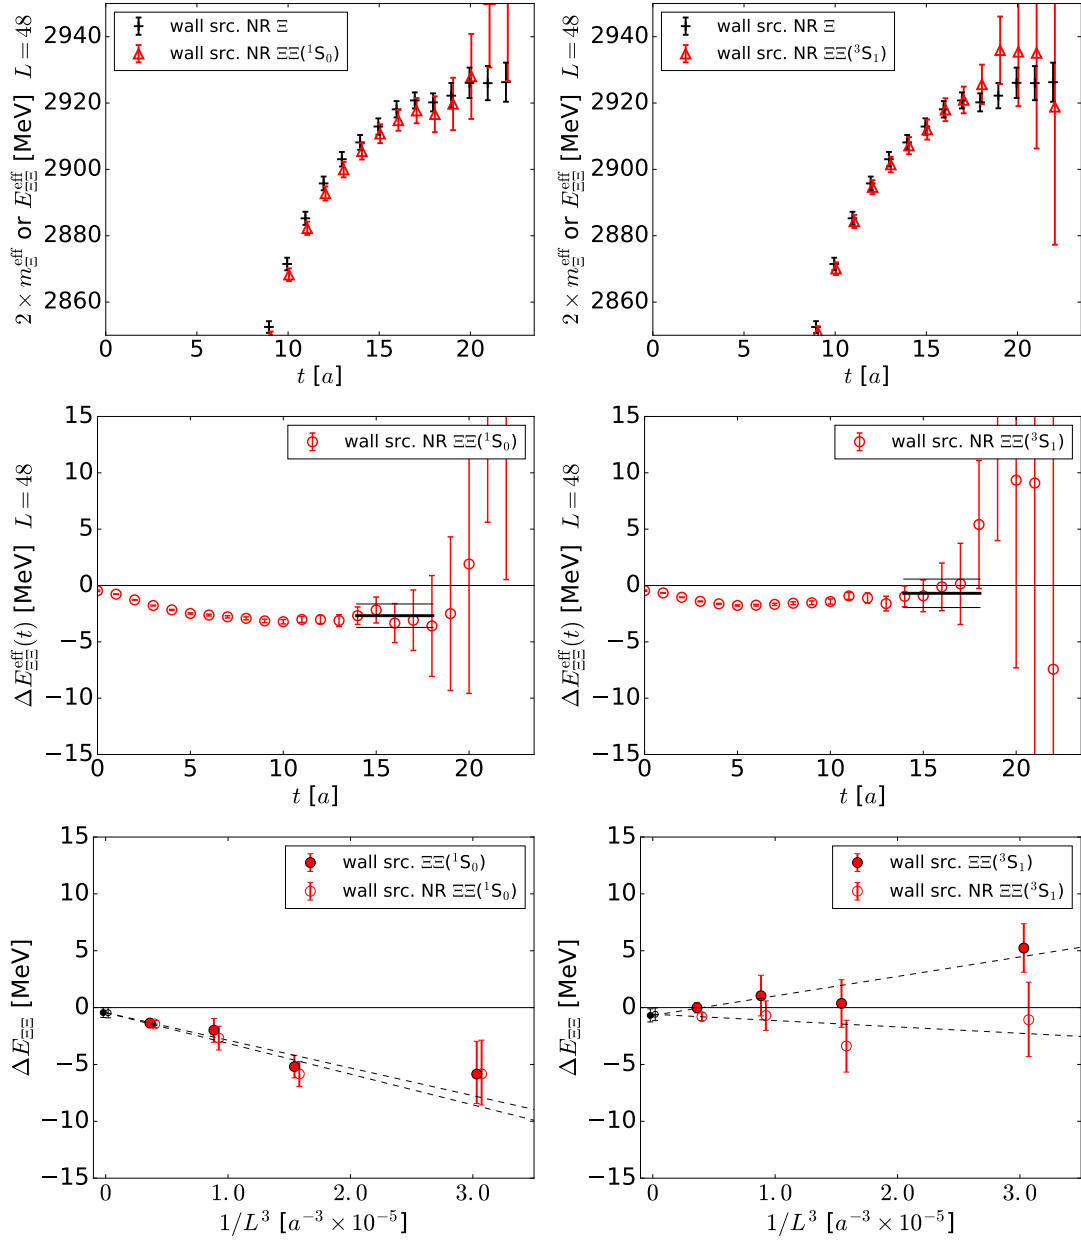 2940
2920
2900
2880
2860
0 5 10 15 20
t [a]
2 × m_Ξ^eff or E_ΞΞ^eff [MeV] L = 48
wall src. NR Ξ
wall src. NR ΞΞ(¹S₀)
2940
2920
2900
2880
2860
0 5 10 15 20
t [a]
2 × m_Ξ^eff or E_ΞΞ^eff [MeV] L = 48
wall src. NR Ξ
wall src. NR ΞΞ(³S₁)
15
10
5
0
−5
−10
−15
0 5 10 15 20
t [a]
ΔE_ΞΞ^eff(t) [MeV] L = 48
wall src. NR ΞΞ(¹S₀)
15
10
5
0
−5
−10
−15
0 5 10 15 20
t [a]
ΔE_ΞΞ^eff(t) [MeV] L = 48
wall src. NR ΞΞ(³S₁)
15
10
5
0
−5
−10
−15
0 1.0 2.0 3.0
1/L³ [a⁻³ × 10⁻⁵]
ΔE_ΞΞ [MeV]
wall src. ΞΞ(¹S₀)
wall src. NR ΞΞ(¹S₀)
15
10
5
0
−5
−10
−15
0 1.0 2.0 3.0
1/L³ [a⁻³ × 10⁻⁵]
ΔE_ΞΞ [MeV]
wall src. ΞΞ(³S₁)
wall src. NR ΞΞ(³S₁)